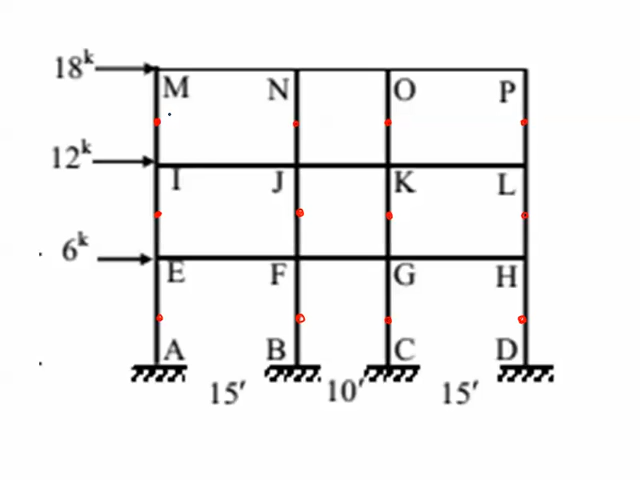 18ᵏ
M N O P
12ᵏ
I J K L
6ᵏ
E F G H
A B C D
15′ 10′ 15′